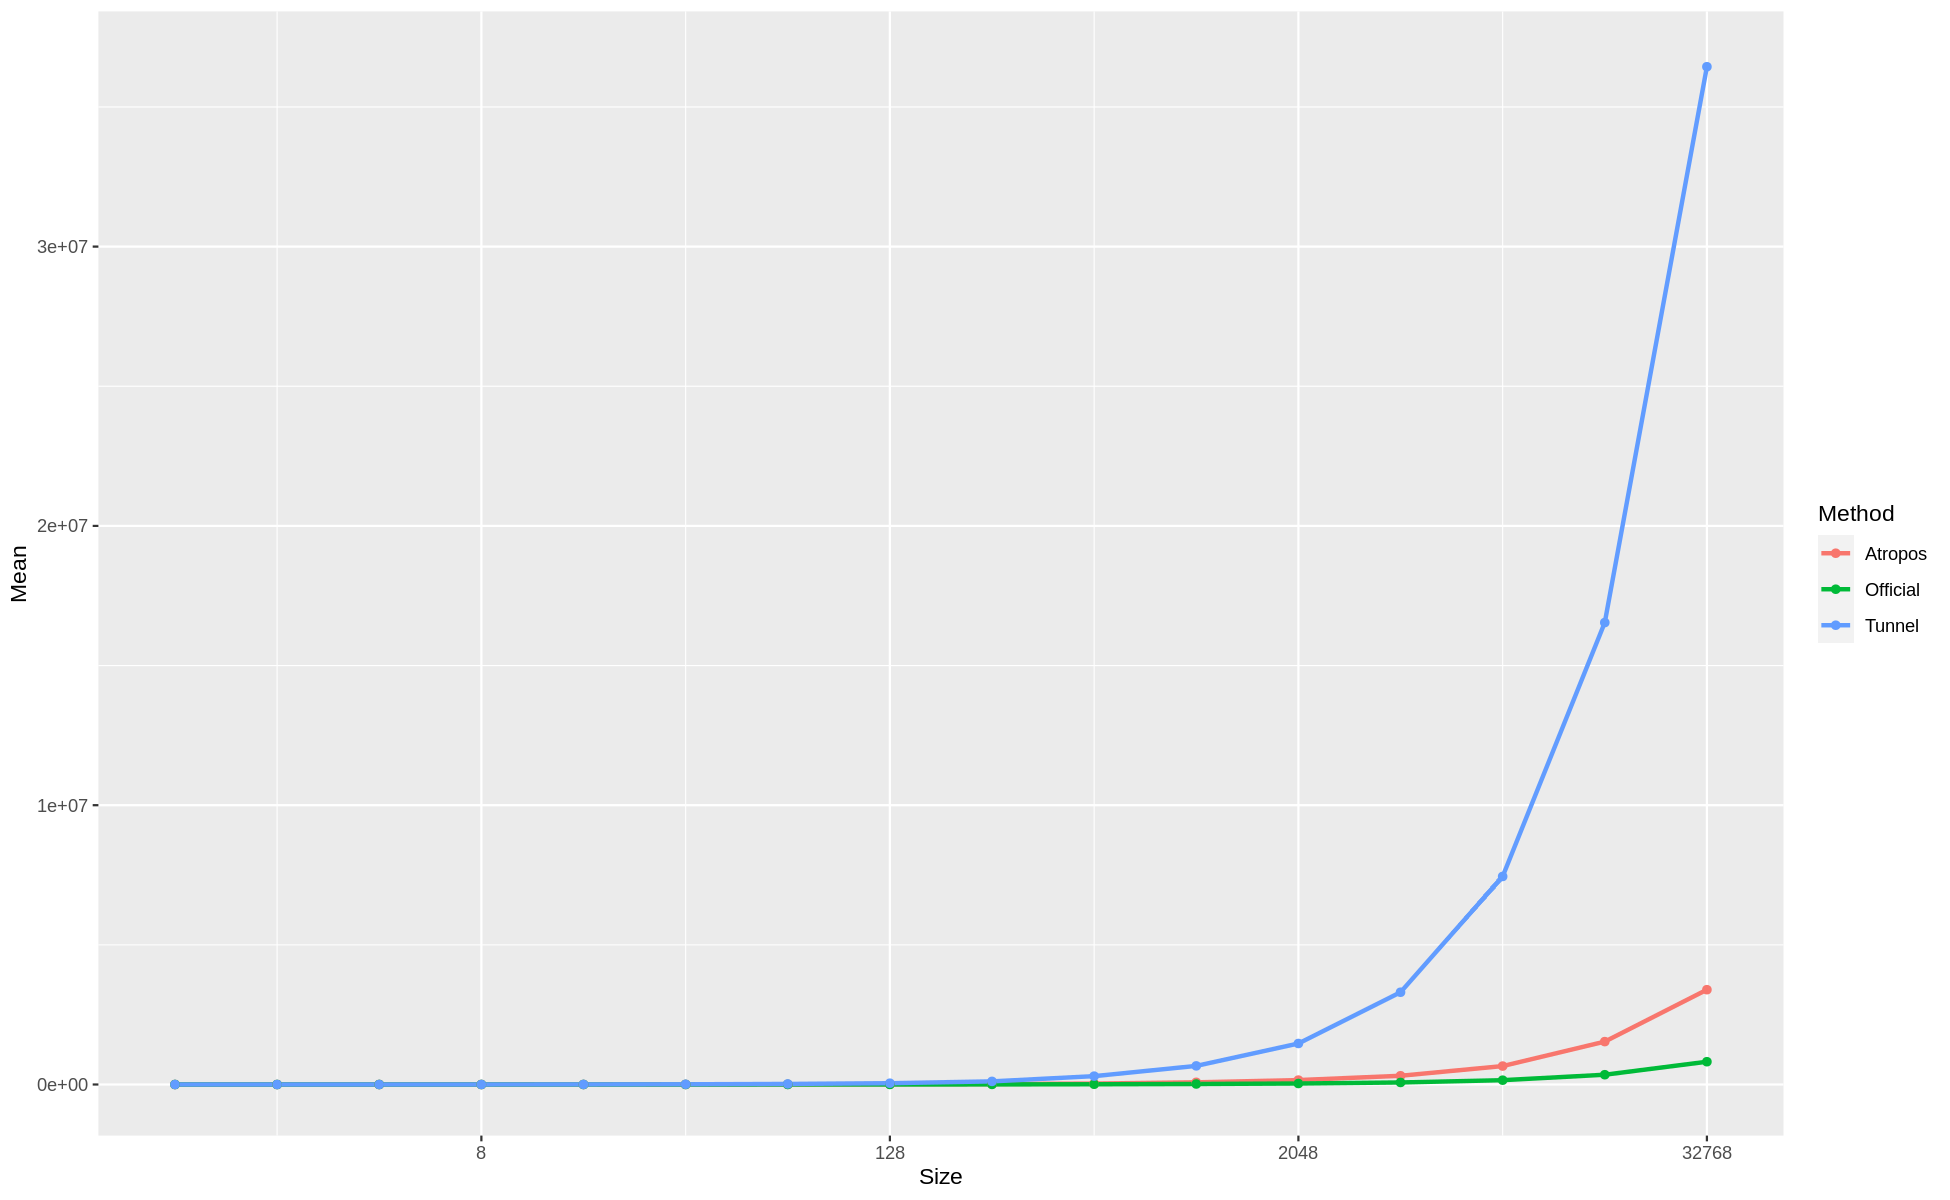 3e+07
2e+07
1e+07
0e+00
Mean
8
128
2048
32768
Size
Method
Atropos
Official
Tunnel